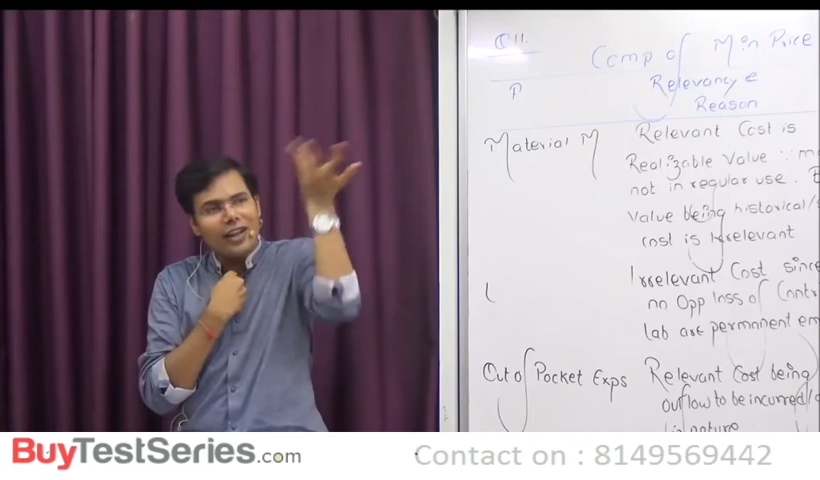 Q11.
Comp of Min Price
P
Relevancy &
Reason
Material M
Relevant Cost is
Realizable Value ∵ m
not in regular use. B
Value being historical/s
cost is Irrelevant
L
Irrelevant Cost Since
no Opp loss of Contr
lab are permanent em
Out of Pocket Exps
Relevant Cost being
outflow to be incurred/
nature
BuyTestSeries.com
Contact on : 8149569442